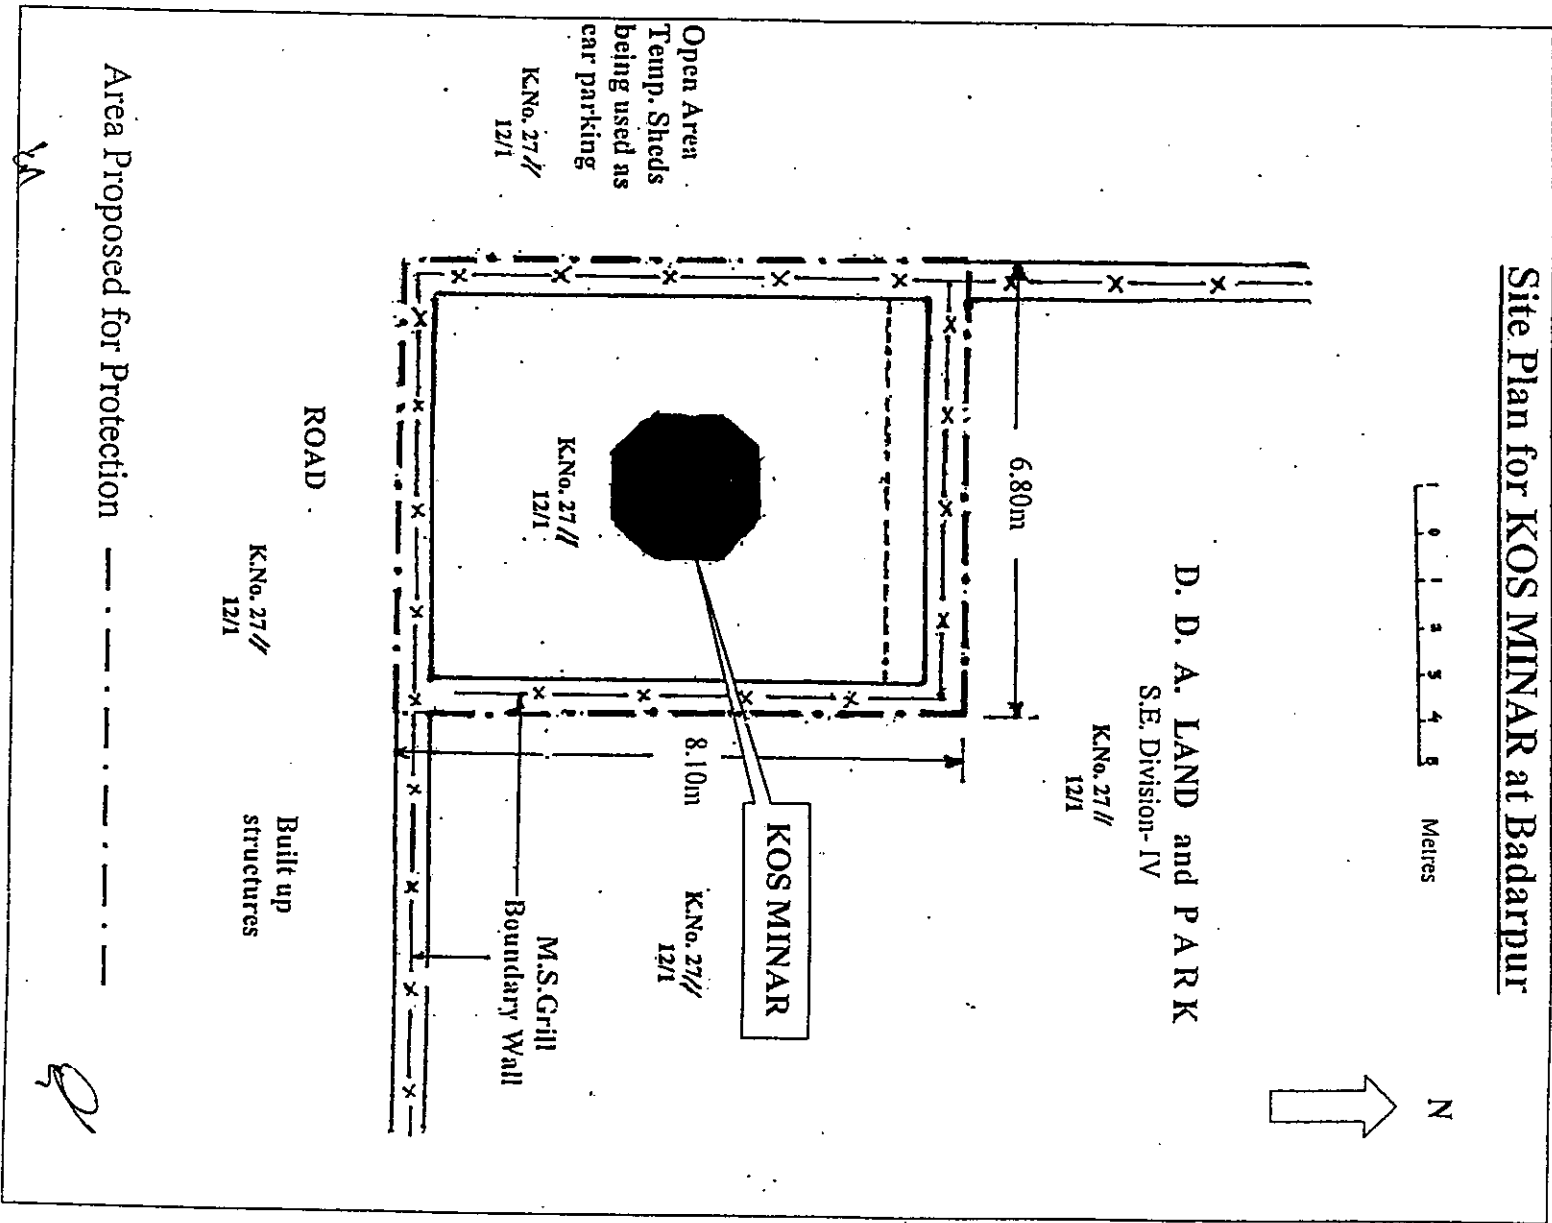 Site Plan for KOS MINAR at Badarpur
1 0 1 2 3 4 5 Metres
N
D. D. A. LAND and PARK
S.E. Division- IV
K.No. 27//
12/1
6.80m
Open Area
Temp. Sheds
being used as
car parking
K.No. 27//
12/1
KOS MINAR
8.10m
K.No. 27//
12/1
K.No. 27//
12/1
M.S.Grill
Boundary Wall
ROAD
Built up
structures
K.No. 27//
12/1
Area Proposed for Protection